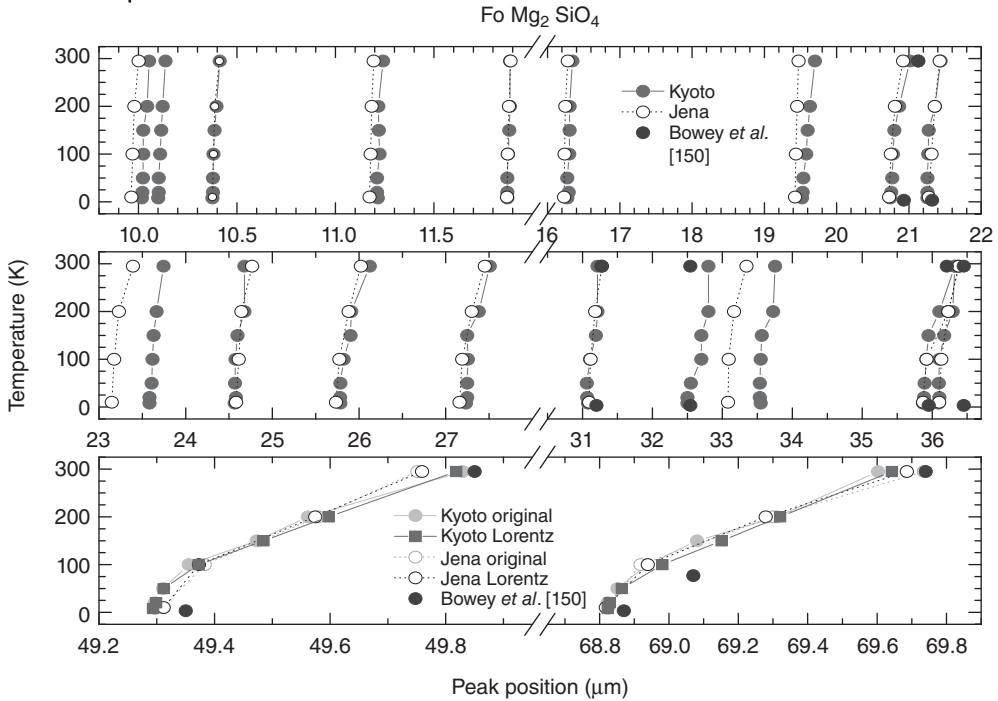 Fo Mg2 SiO4
300
200
100
0
Kyoto
Jena
Bowey et al.
[150]
10.0 10.5 11.0 11.5 16 17 18 19 20 21 22
Temperature (K)
300
200
100
0
23 24 25 26 27 31 32 33 34 35 36
300
200
100
0
Kyoto original
Kyoto Lorentz
Jena original
Jena Lorentz
Bowey et al. [150]
49.2 49.4 49.6 49.8 68.8 69.0 69.2 69.4 69.6 69.8
Peak position (μm)